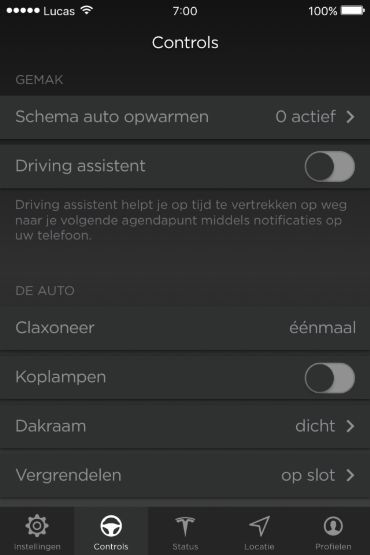 Lucas 7:00 100%
Controls
GEMAK
Schema auto opwarmen 0 actief
Driving assistent
Driving assistent helpt je op tijd te vertrekken op weg
naar je volgende agendapunt middels notificaties op
uw telefoon.
DE AUTO
Claxoneer éénmaal
Koplampen
Dakraam dicht
Vergrendelen op slot
Instellingen Controls Status Locatie Profielen